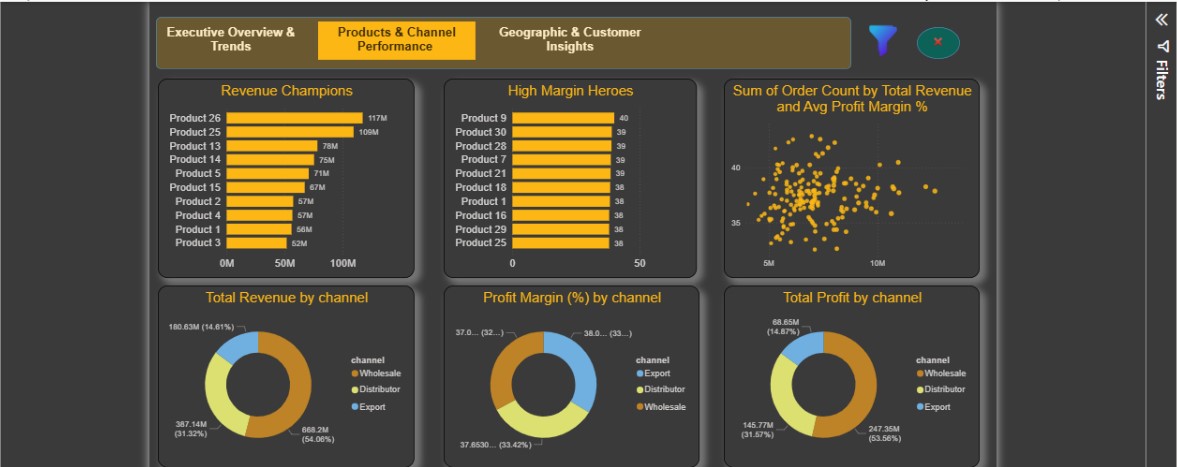 Executive Overview & Trends
Products & Channel Performance
Geographic & Customer Insights
Filters
Revenue Champions
Product 26 117M
Product 25 109M
Product 13 78M
Product 14 75M
Product 5 71M
Product 15 67M
Product 2 57M
Product 4 57M
Product 1 56M
Product 3 52M
0M 50M 100M
High Margin Heroes
Product 9 40
Product 30 39
Product 28 39
Product 7 39
Product 21 39
Product 18 38
Product 1 38
Product 16 38
Product 29 38
Product 25 38
0 50
Sum of Order Count by Total Revenue
and Avg Profit Margin %
40
35
5M 10M
Total Revenue by channel
180.63M (14.61%)
387.14M
(31.32%)
668.2M
(54.06%)
channel
Wholesale
Distributor
Export
Profit Margin (%) by channel
37.0... (32...)
38.0... (33...)
37.6530... (33.42%)
channel
Export
Distributor
Wholesale
Total Profit by channel
68.65M
(14.87%)
145.77M
(31.57%)
247.35M
(53.56%)
channel
Wholesale
Distributor
Export